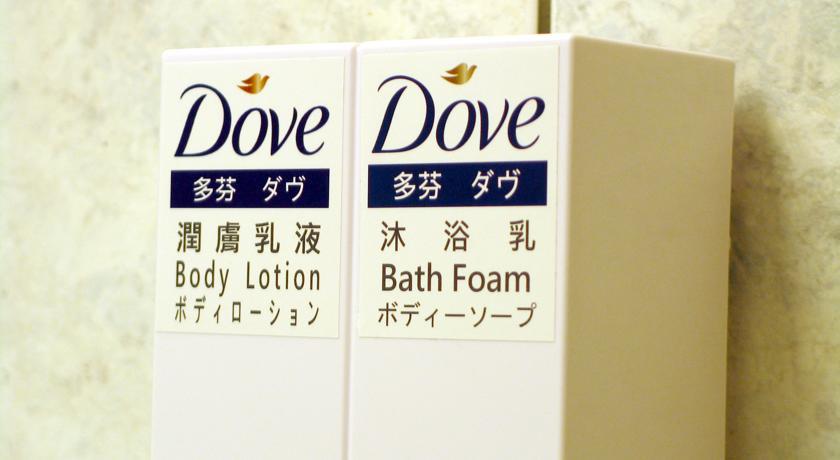 Dove
多芬 ダヴ
潤膚乳液
Body Lotion
ボディローション
Dove
多芬 ダヴ
沐浴乳
Bath Foam
ボディーソープ